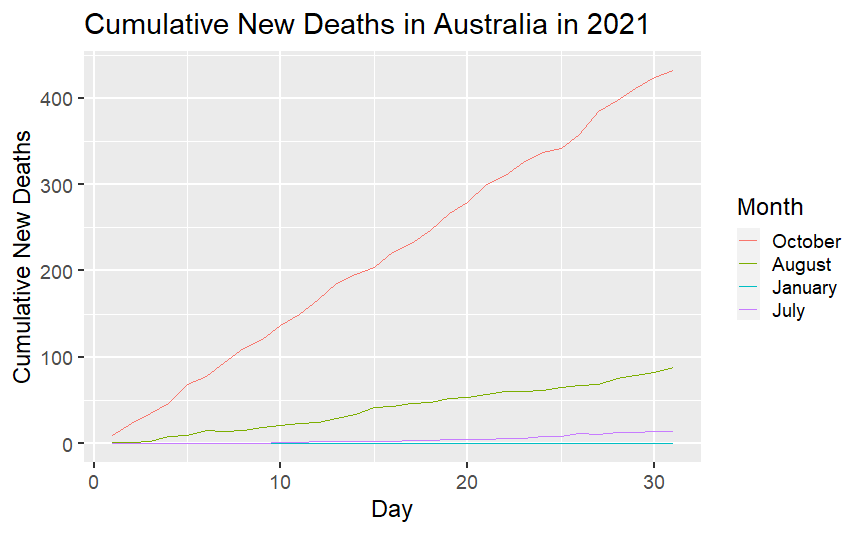 Cumulative New Deaths in Australia in 2021
Cumulative New Deaths
400
300
200
100
0
0
10
20
30
Day
Month
October
August
January
July